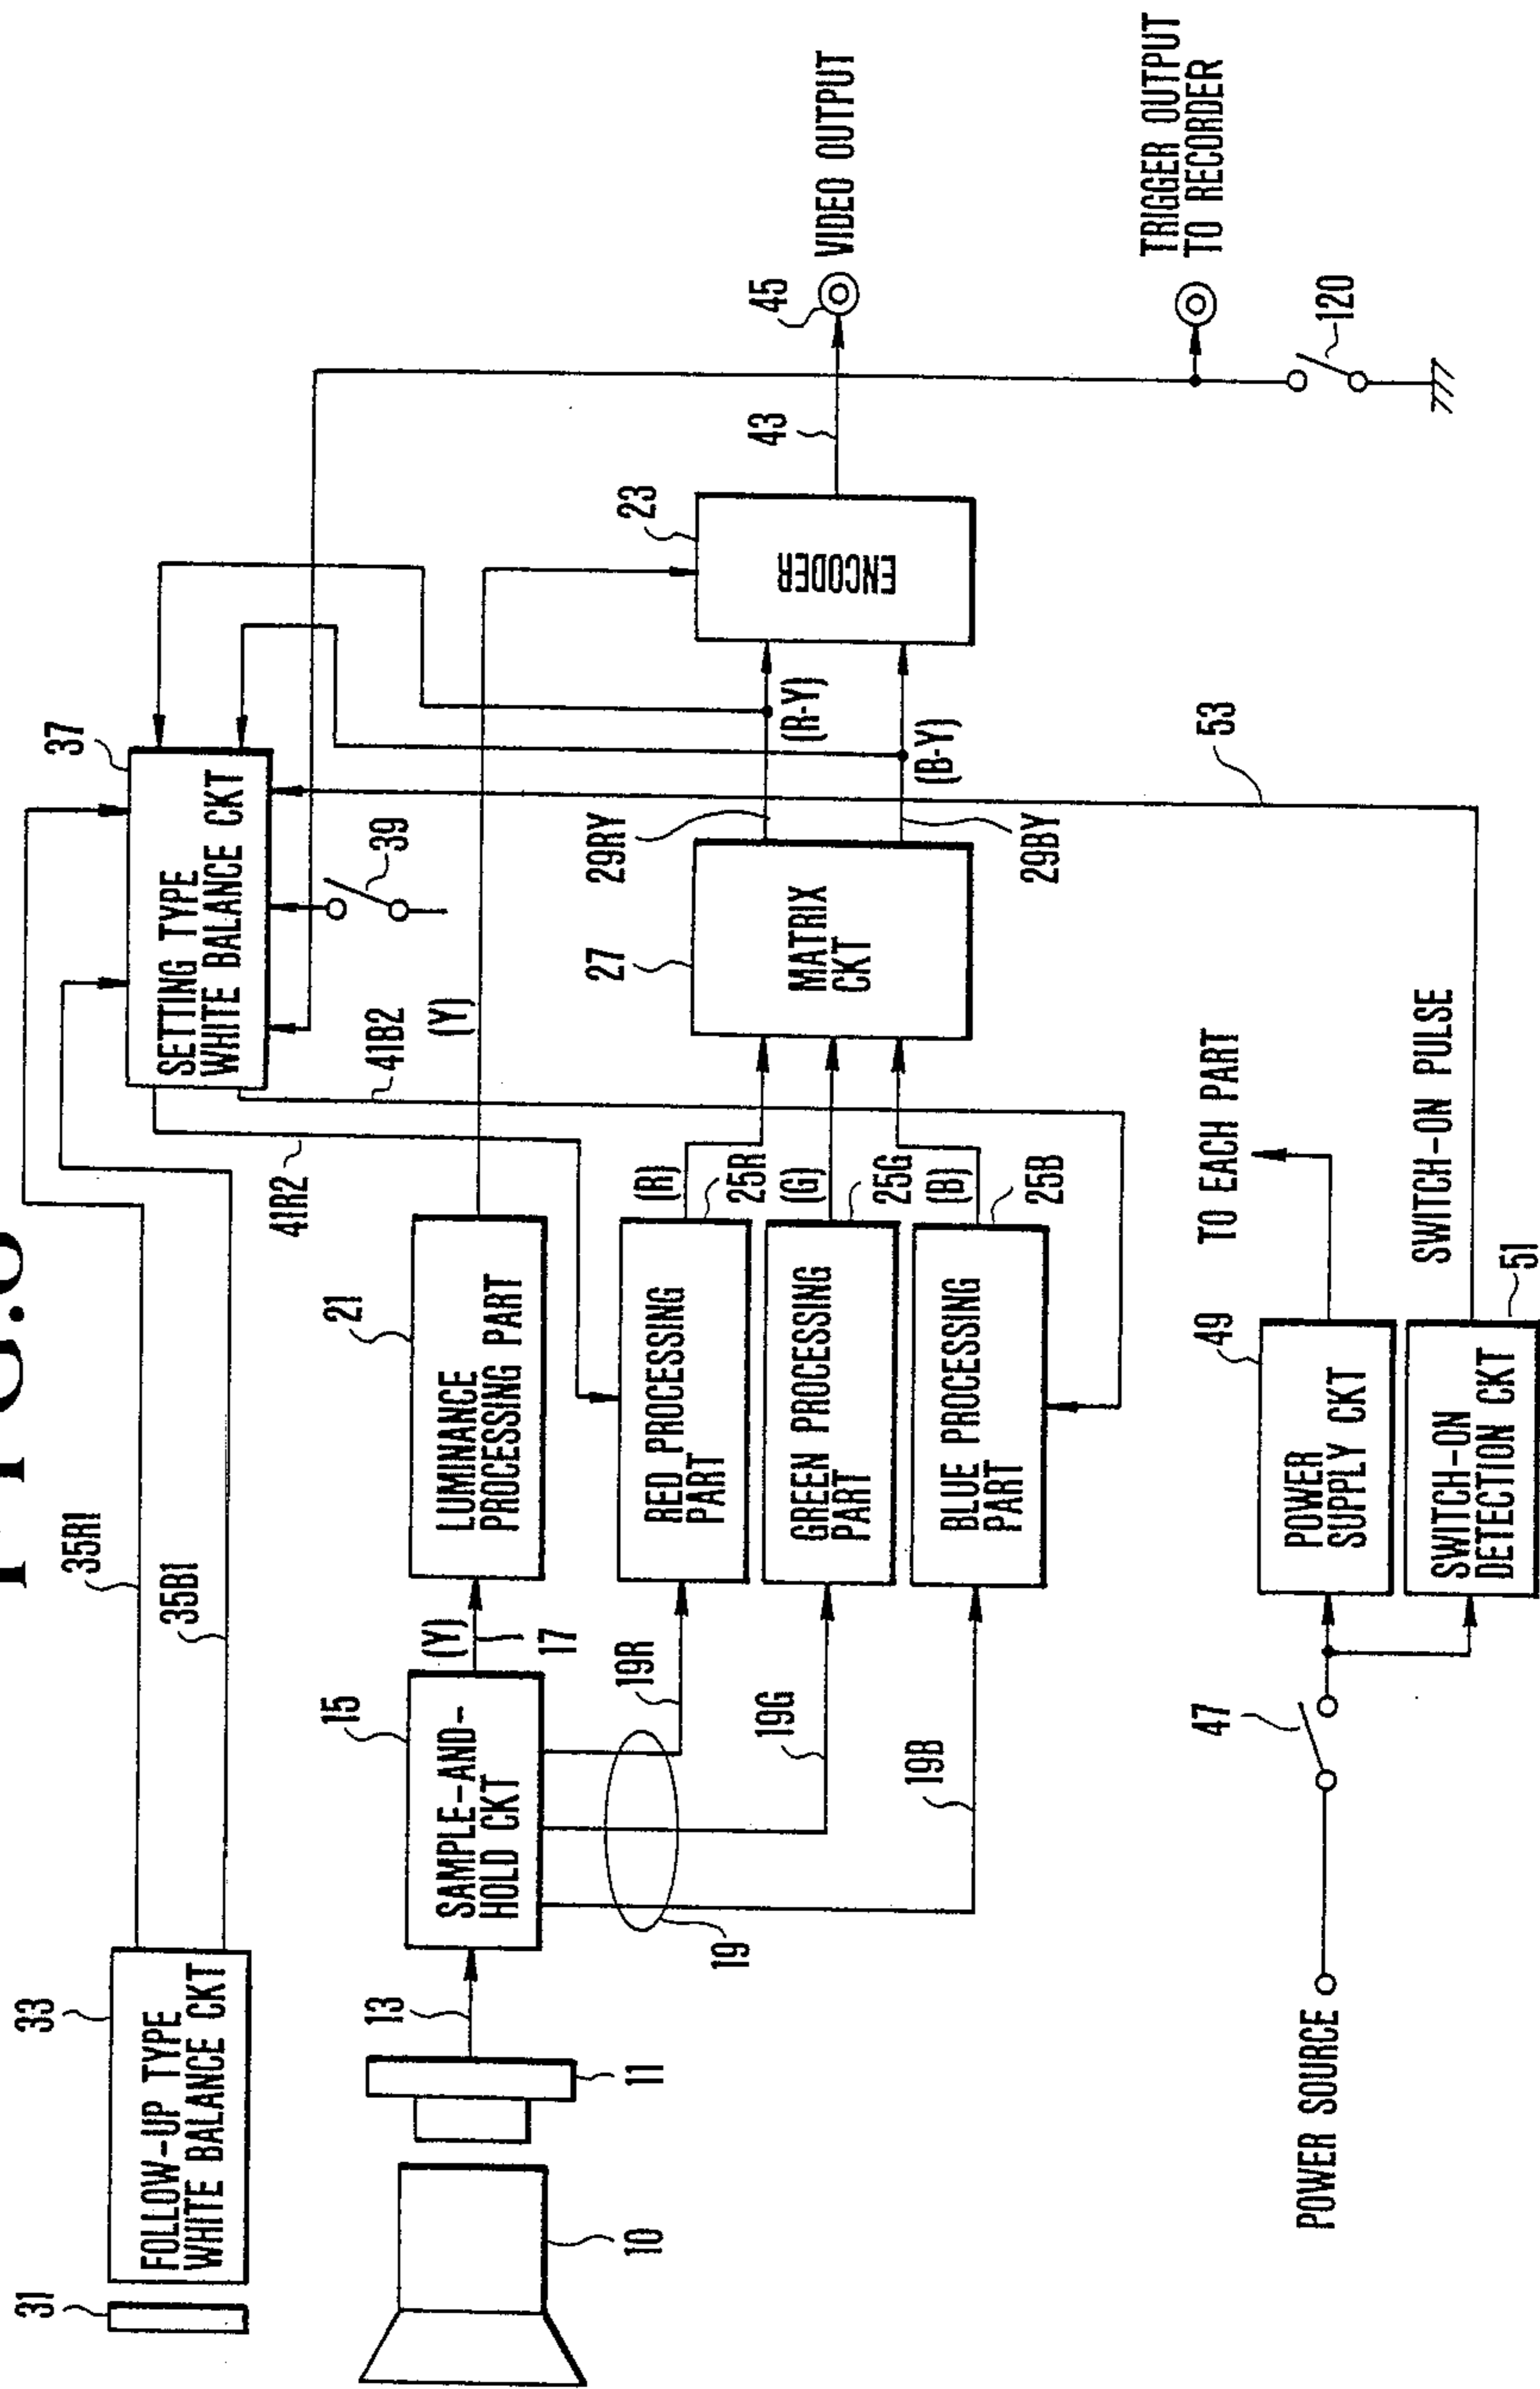 33
31
FOLLOW-UP TYPE
WHITE BALANCE CKT
35R1
35B1
37
SETTING TYPE
WHITE BALANCE CKT
39
41R2
41B2
(Y)
10
11
13
15
SAMPLE-AND-
HOLD CKT
(Y)
17
19
19R
19G
19B
21
LUMINANCE
PROCESSING PART
RED PROCESSING
PART
(R)
25R
GREEN PROCESSING
PART
(G)
25G
BLUE PROCESSING
PART
(B)
25B
27
MATRIX
CKT
29RY
(R-Y)
(B-Y)
29BY
23
ENCODER
43
45
VIDEO OUTPUT
TRIGGER OUTPUT
TO RECORDER
120
POWER SOURCE
47
49
POWER
SUPPLY CKT
TO EACH PART
SWITCH-ON
DETECTION CKT
51
SWITCH-ON PULSE
53